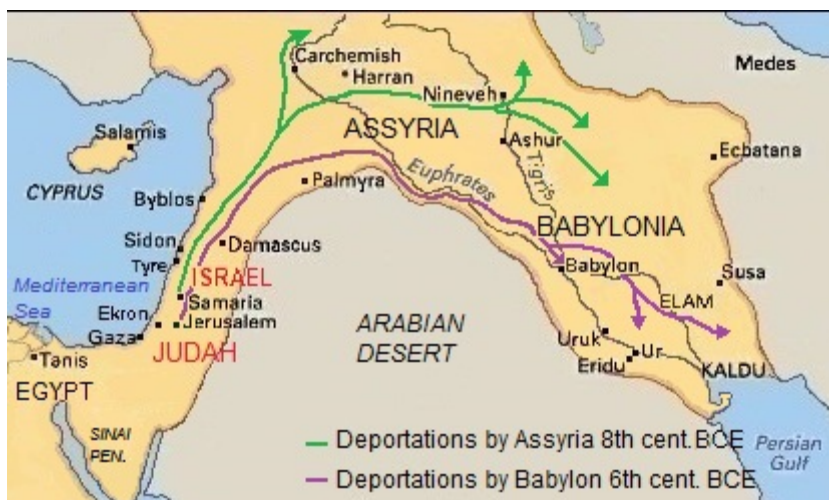 Carchemish
Harran
Medes
Nineveh
Salamis
ASSYRIA
Ashur
Ecbatana
CYPRUS
Byblos
Palmyra
Euphrates
Tigris
Sidon
Damascus
BABYLONIA
Tyre
Babylon
Mediterranean
Sea
ISRAEL
Samaria
Susa
ELAM
Ekron
Jerusalem
Gaza
JUDAH
ARABIAN
DESERT
Uruk
Ur
Eridu
KALDU
Tanis
EGYPT
SINAI
PEN.
Deportations by Assyria 8th cent. BCE
Deportations by Babylon 6th cent. BCE
Persian
Gulf